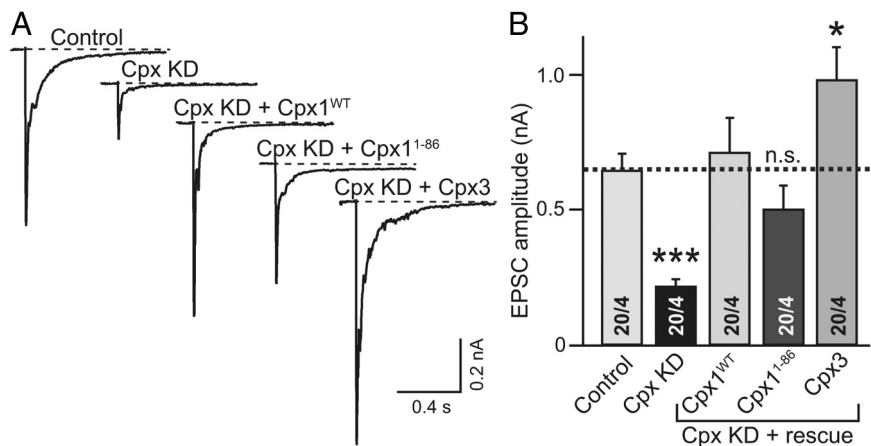 A
Control
Cpx KD
Cpx KD + Cpx1ᵂᵀ
Cpx KD + Cpx1¹⁻⁸⁶
Cpx KD + Cpx3
0.2 nA
0.4 s
B
EPSC amplitude (nA)
1.0
0.5
0
***
n.s.
*
20/4
20/4
20/4
20/4
20/4
Control
Cpx KD
Cpx1ᵂᵀ
Cpx1¹⁻⁸⁶
Cpx3
Cpx KD + rescue